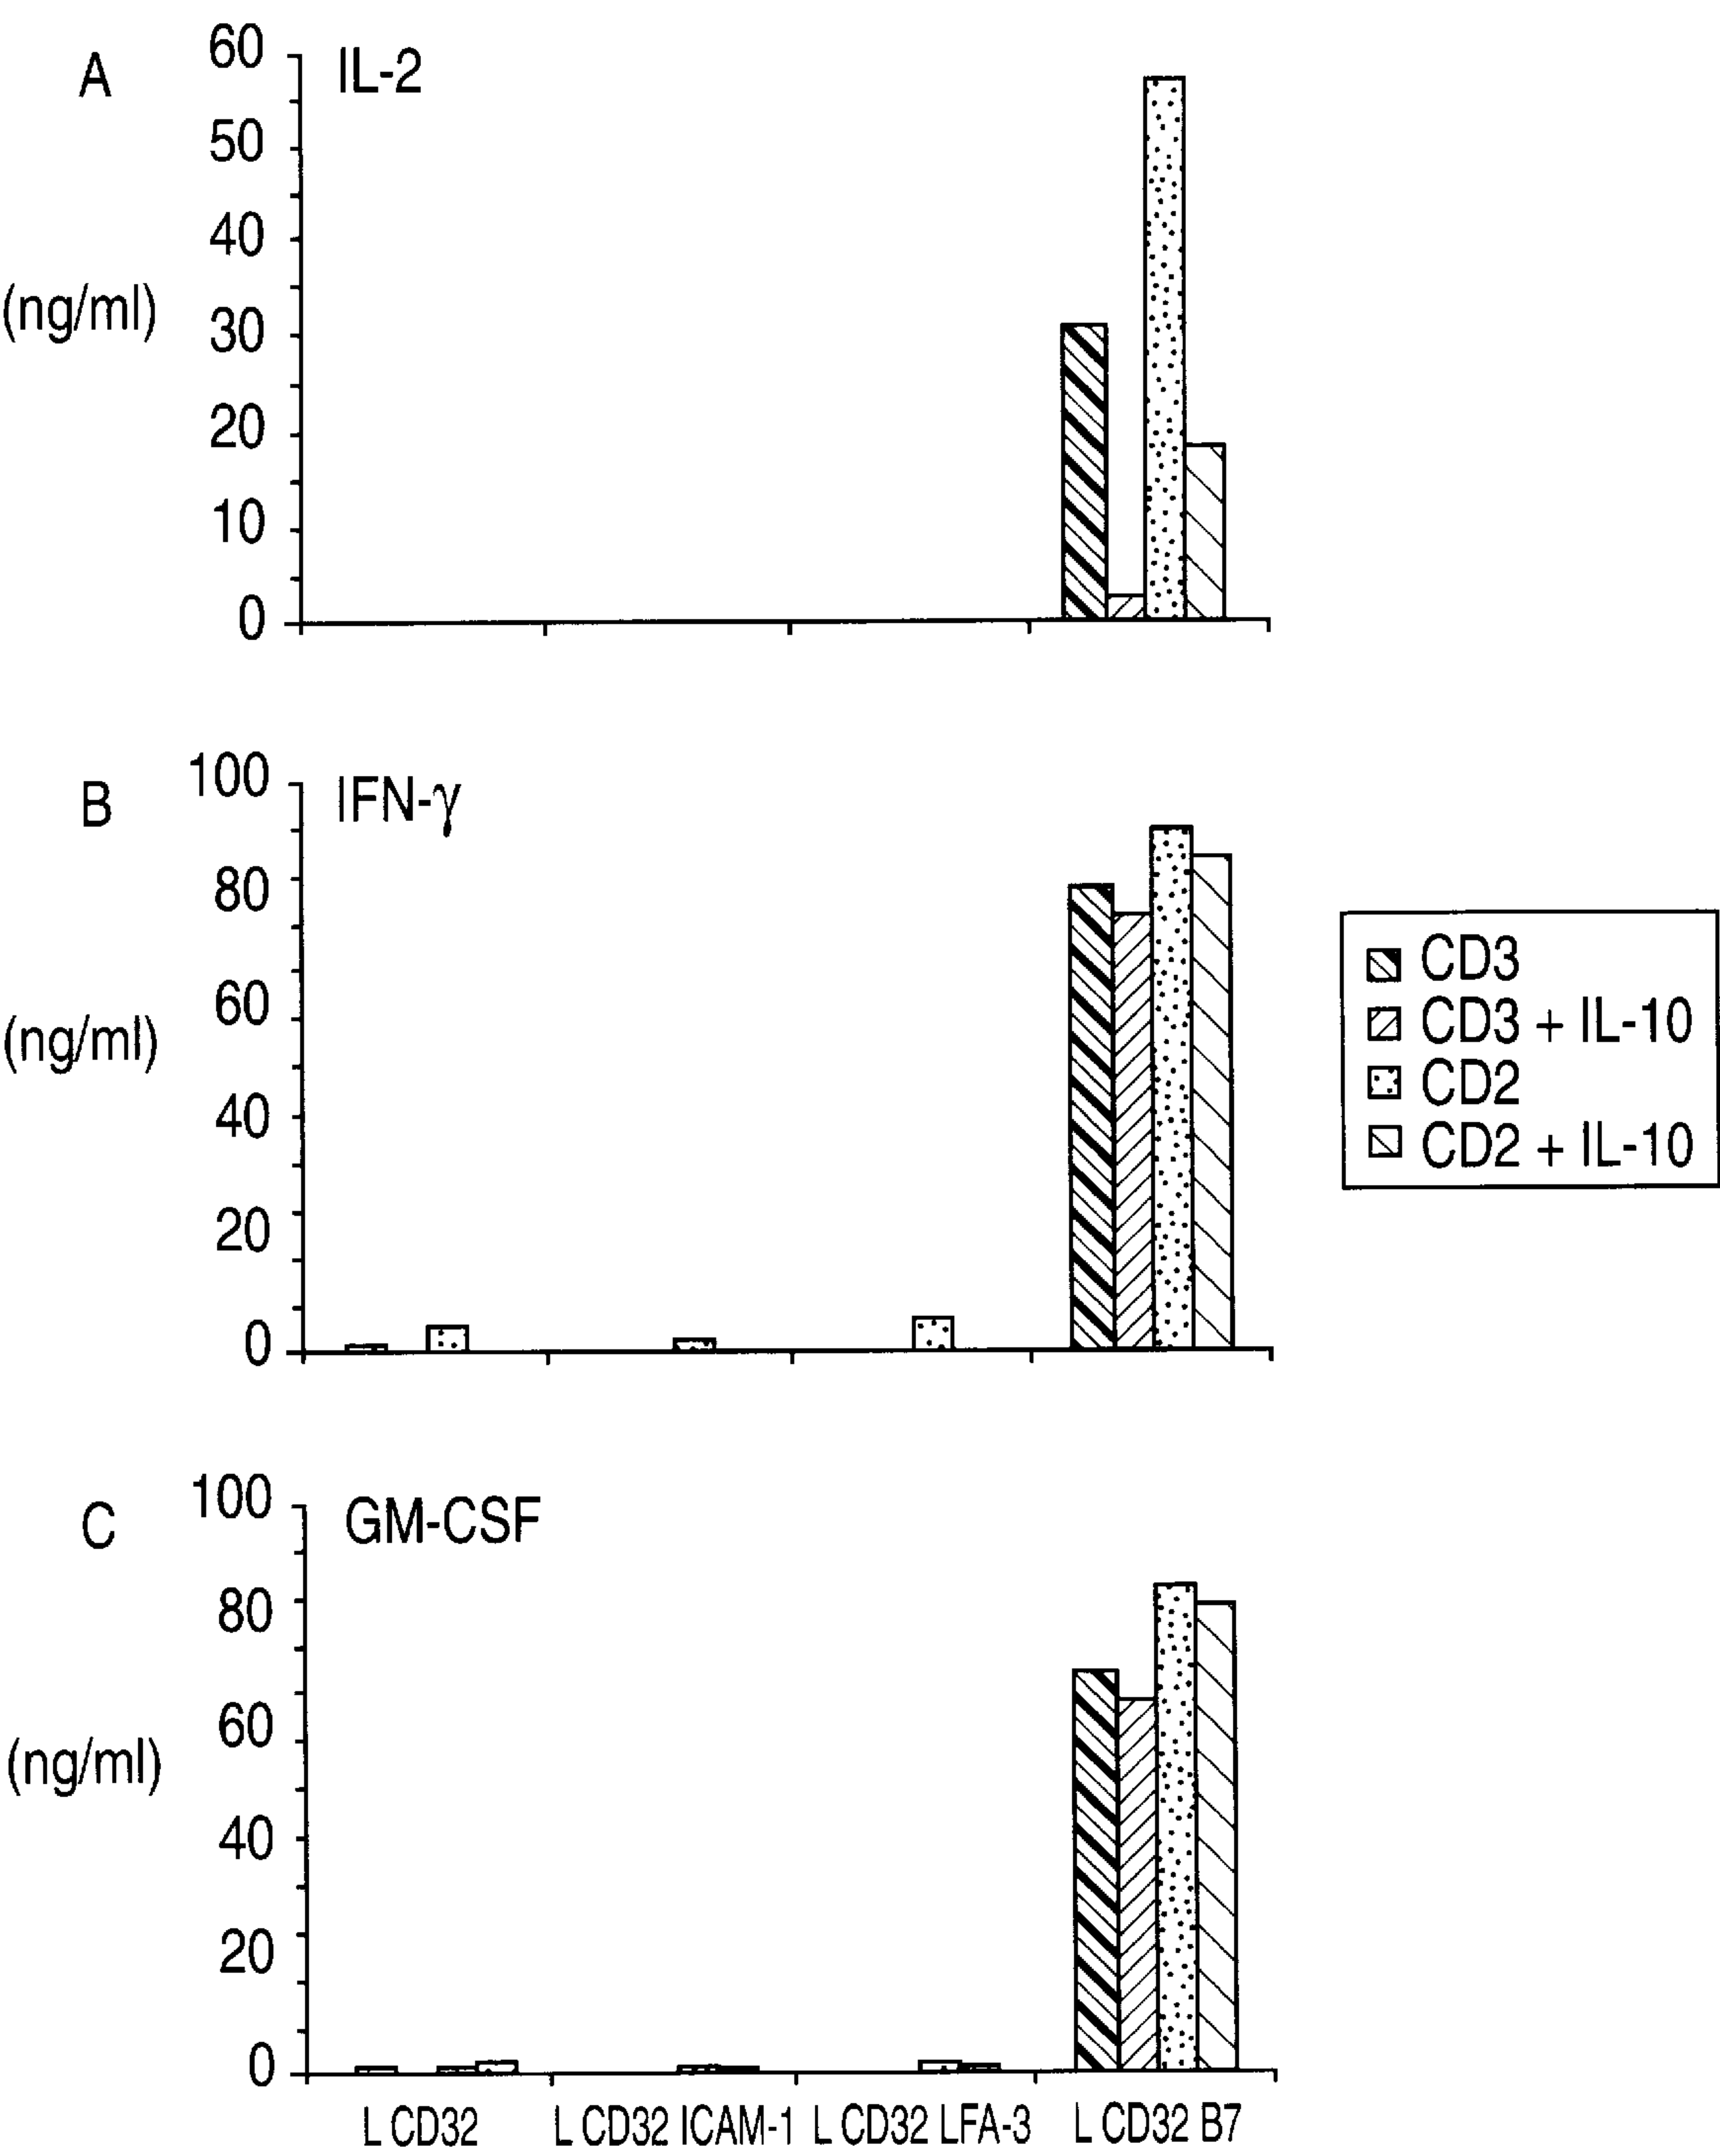 A
IL-2
(ng/ml)
60
50
40
30
20
10
0
B
IFN-γ
(ng/ml)
100
80
60
40
20
0
CD3
CD3 + IL-10
CD2
CD2 + IL-10
C
GM-CSF
(ng/ml)
100
80
60
40
20
0
L CD32
L CD32 ICAM-1
L CD32 LFA-3
L CD32 B7